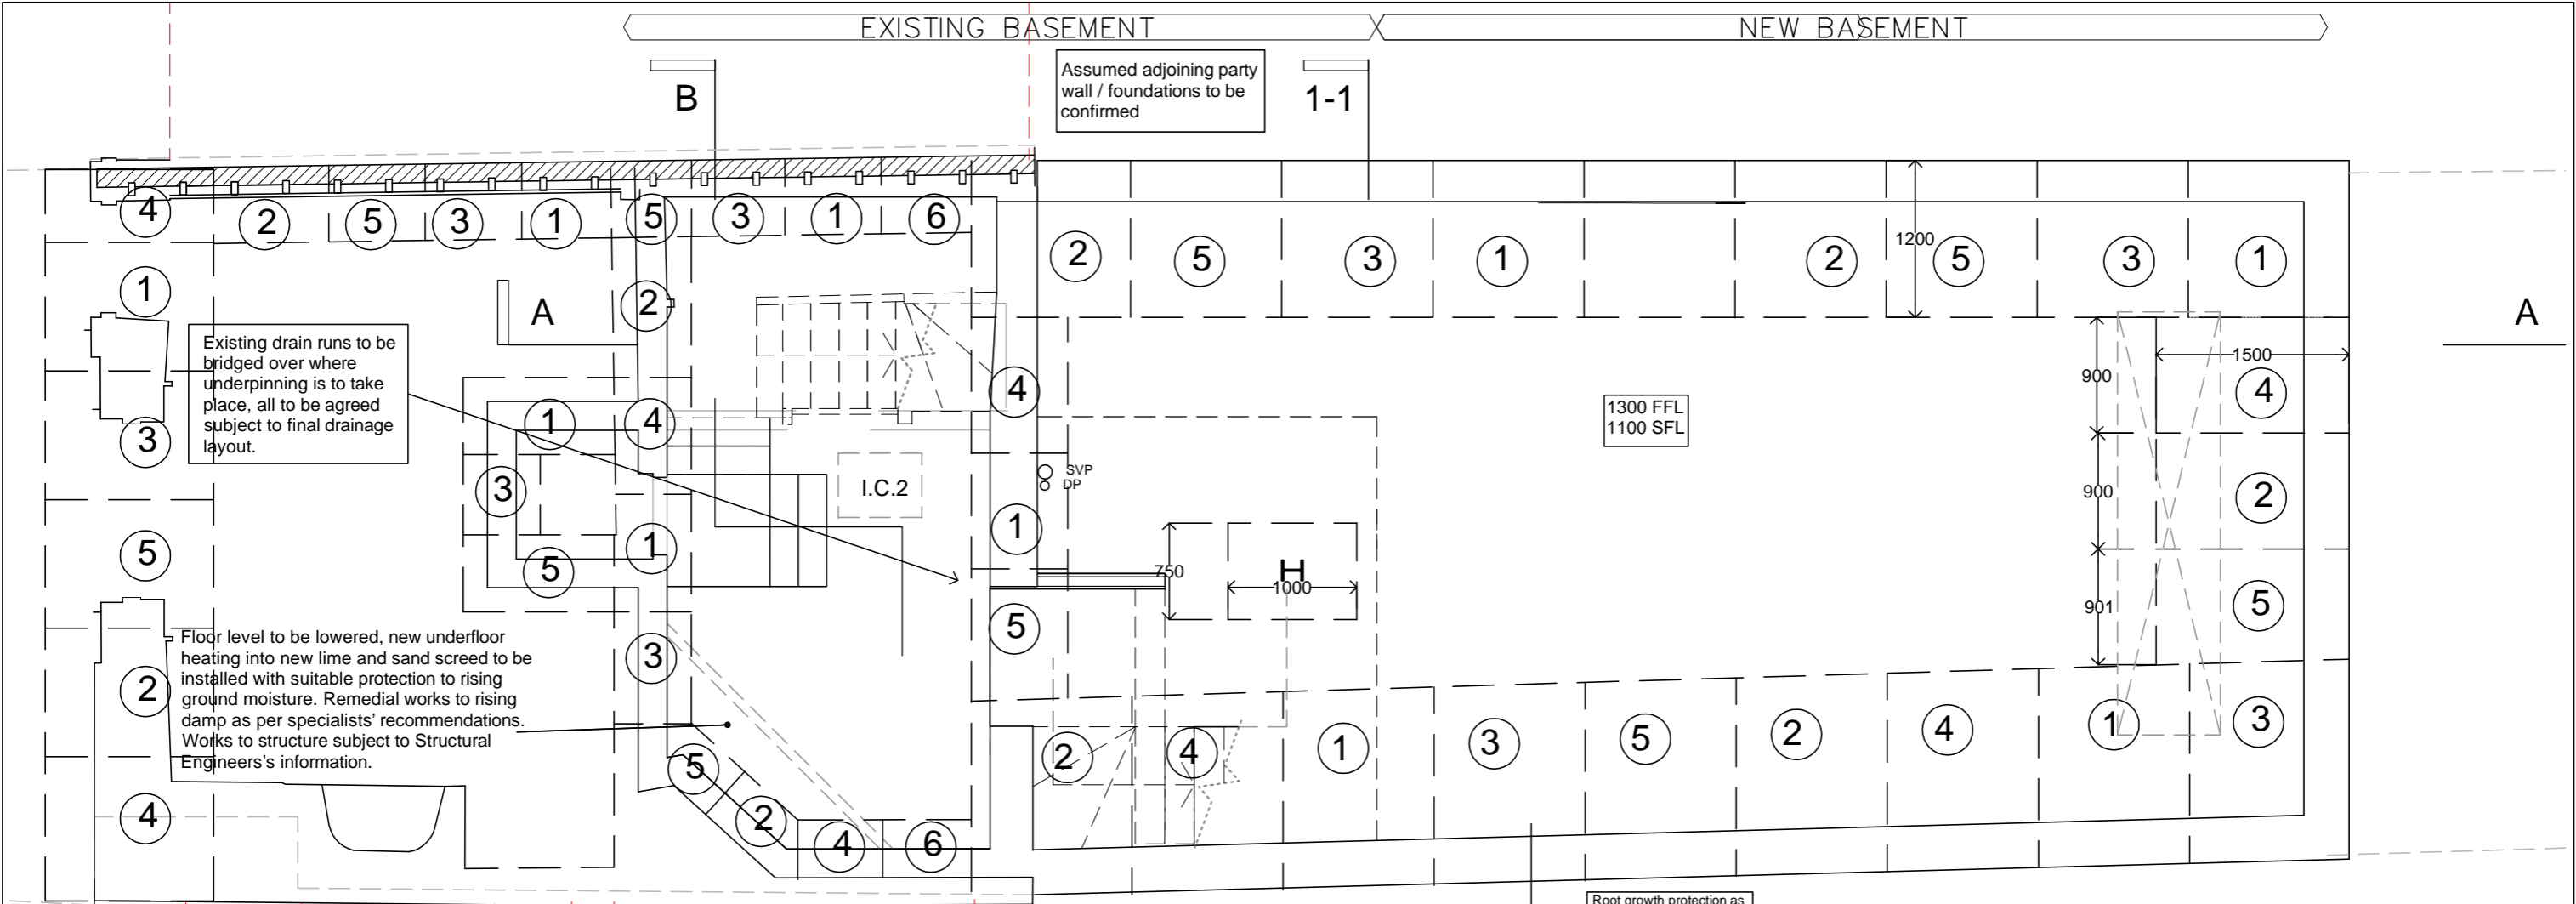 EXISTING BASEMENT
NEW BASEMENT
B
Assumed adjoining party
wall / foundations to be
confirmed
1-1
4
2
5
3
1
5
3
1
6
2
5
3
1
2
5
3
1
1200
1
A
2
A
Existing drain runs to be
bridged over where
underpinning is to take
place, all to be agreed
subject to final drainage
layout.
1500
900
4
4
1300 FFL
1100 SFL
1
4
3
SVP
DP
3
I.C.2
900
2
1
1
5
5
750
H
1000
901
5
5
Floor level to be lowered, new underfloor
heating into new lime and sand screed to be
installed with suitable protection to rising
ground moisture. Remedial works to rising
damp as per specialists' recommendations.
Works to structure subject to Structural
Engineers's information.
3
2
2
4
1
3
5
2
4
1
3
5
2
4
4
6
Root growth protection as